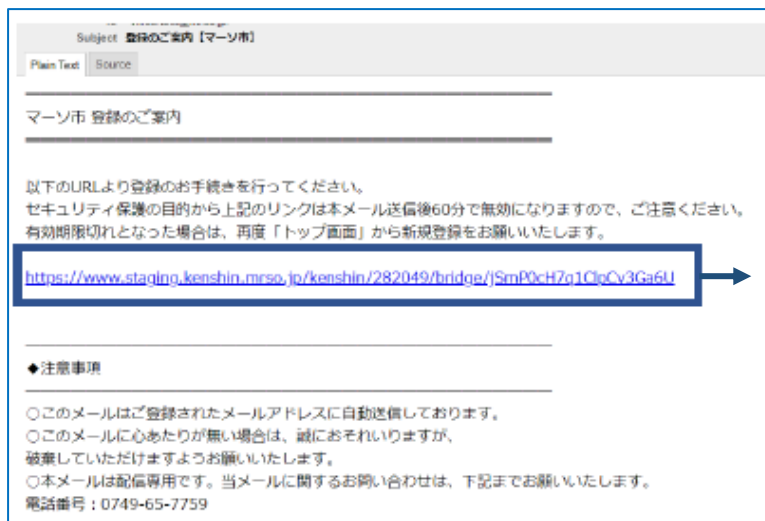 Subject 登録のご案内【マーソ市】
Plain Text Source
マーソ市 登録のご案内
以下のURLより登録のお手続きを行ってください。
セキュリティ保護の目的から上記のリンクは本メール送信後60分で無効になりますので、ご注意ください。
有効期限切れとなった場合は、再度「トップ画面」から新規登録をお願いいたします。
https://www.staging.kenshin.mrso.jp/kenshin/282049/bridge/jSmP0cH7q1ClpCv3Ga6U
◆注意事項
○このメールはご登録されたメールアドレスに自動送信しております。
○このメールに心あたりが無い場合は、誠におそれいりますが、
破棄していただけますようお願いいたします。
○本メールは配信専用です。当メールに関するお問い合わせは、下記までお願いいたします。
電話番号：0749-65-7759